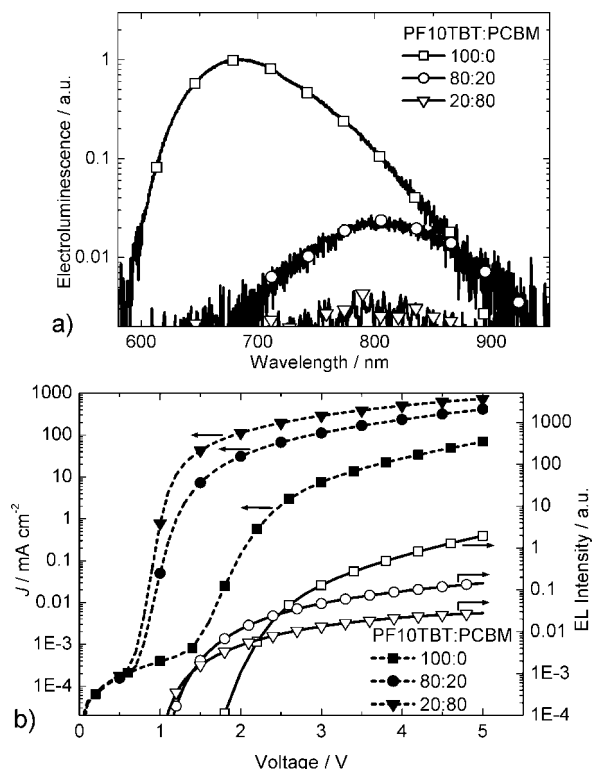 PF10TBT:PCBM
100:0
80:20
20:80
1
0.1
0.01
Electroluminescence / a.u.
a)
600 700 800 900
Wavelength / nm
1000
100
10
1
0.1
0.01
1E-3
1E-4
J / mA cm⁻²
1000
100
10
1
0.1
0.01
1E-3
1E-4
EL Intensity / a.u.
PF10TBT:PCBM
100:0
80:20
20:80
b)
0 1 2 3 4 5
Voltage / V